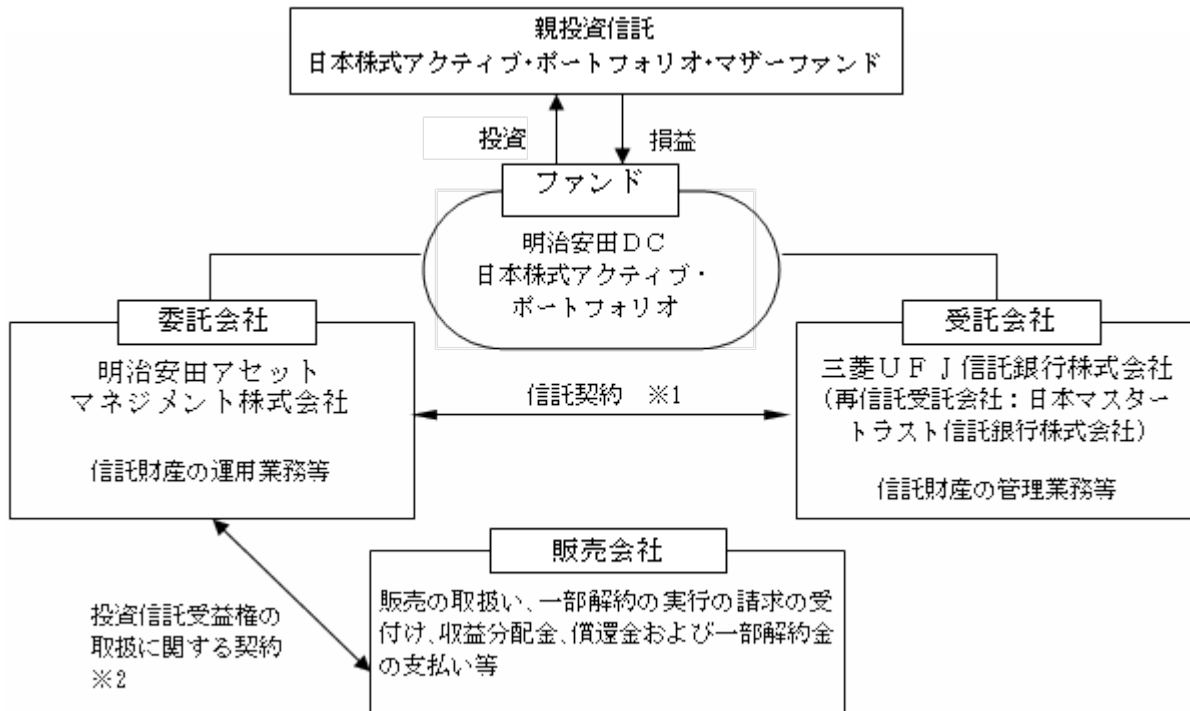 親投資信託
日本株式アクティブ・ポートフォリオ・マザーファンド
投資
損益
ファンド
明治安田DC
日本株式アクティブ・
ポートフォリオ
委託会社
明治安田アセット
マネジメント株式会社
信託財産の運用業務等
信託契約 ※1
受託会社
三菱UFJ信託銀行株式会社
(再信託受託会社:日本マスター
トラスト信託銀行株式会社)
信託財産の管理業務等
投資信託受益権の
取扱に関する契約
※2
販売会社
販売の取扱い、一部解約の実行の請求の受
付け、収益分配金、償還金および一部解約金
の支払い等